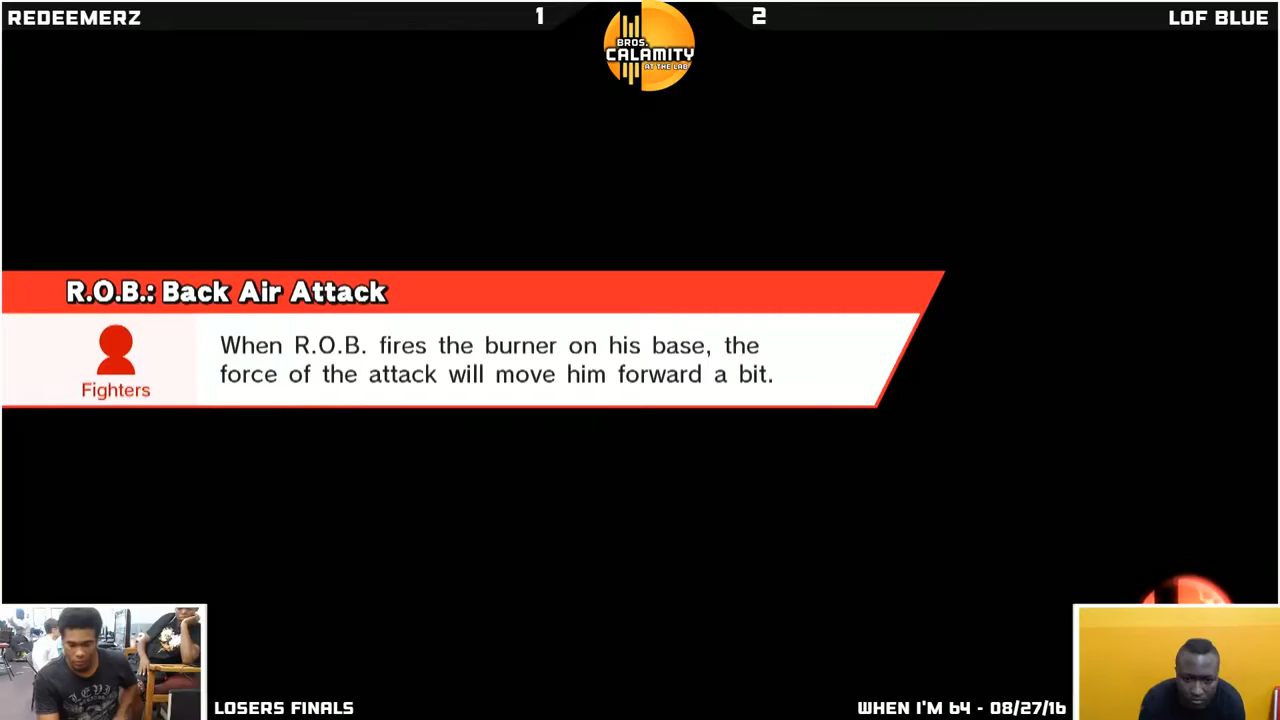 REDEEMERZ
1
2
LOF BLUE
BROS.
CALAMITY
AT THE LAB
R.O.B.: Back Air Attack
When R.O.B. fires the burner on his base, the
force of the attack will move him forward a bit.
Fighters
LEVI
LOSERS FINALS
WHEN I'M 64 - 08/27/16